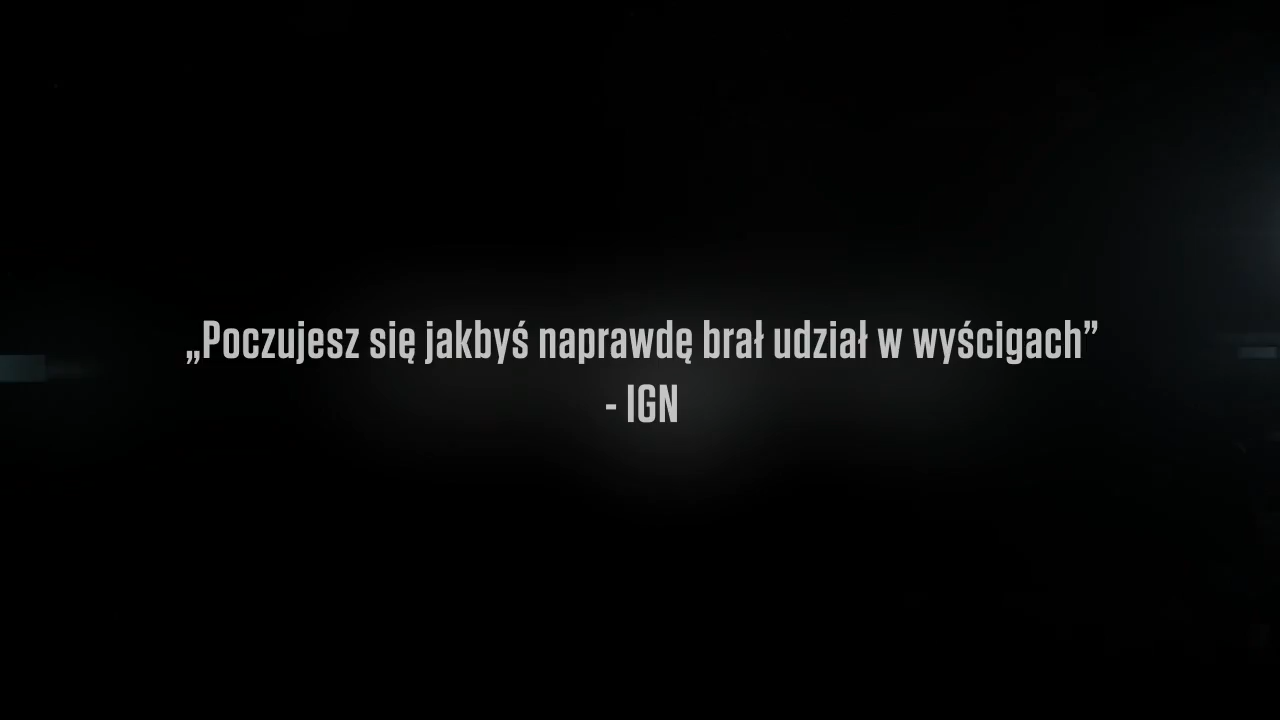 „Poczujesz się jakbyś naprawdę brał udział w wyścigach”
- IGN